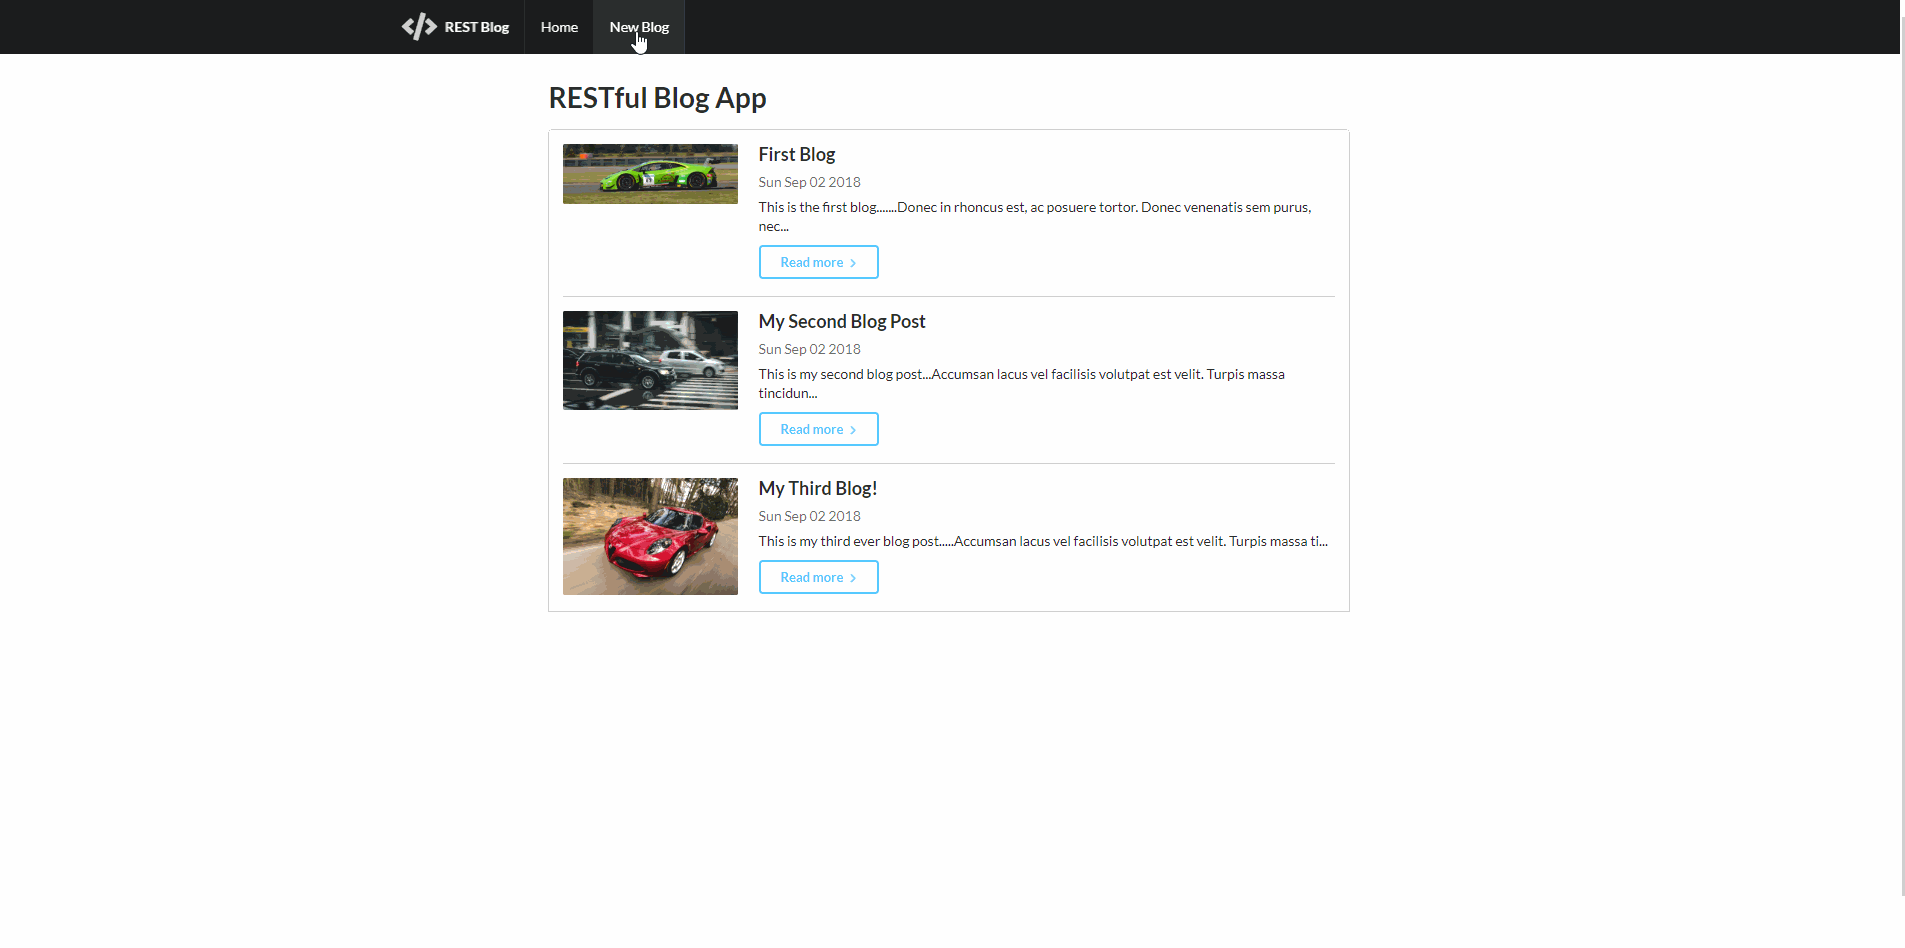 REST Blog
Home
New Blog
RESTful Blog App
First Blog
Sun Sep 02 2018
This is the first blog.......Donec in rhoncus est, ac posuere tortor. Donec venenatis sem purus,
nec...
Read more
My Second Blog Post
Sun Sep 02 2018
This is my second blog post...Accumsan lacus vel facilisis volutpat est velit. Turpis massa
tincidun...
Read more
My Third Blog!
Sun Sep 02 2018
This is my third ever blog post.....Accumsan lacus vel facilisis volutpat est velit. Turpis massa ti...
Read more